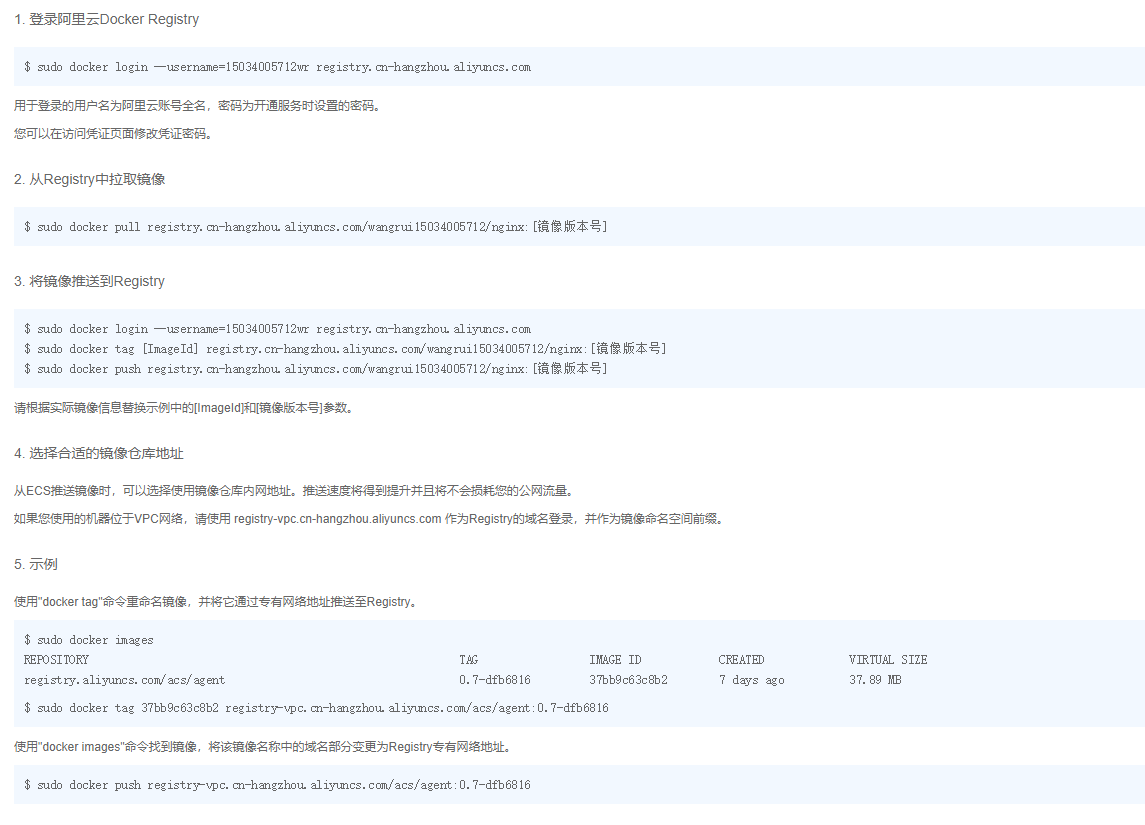 1. 登录阿里云Docker Registry
$ sudo docker login --username=15034005712wr registry.cn-hangzhou.aliyuncs.com
用于登录的用户名为阿里云账号全名，密码为开通服务时设置的密码。
您可以在访问凭证页面修改凭证密码。
2. 从Registry中拉取镜像
$ sudo docker pull registry.cn-hangzhou.aliyuncs.com/wangrui15034005712/nginx:[镜像版本号]
3. 将镜像推送到Registry
$ sudo docker login --username=15034005712wr registry.cn-hangzhou.aliyuncs.com
$ sudo docker tag [ImageId] registry.cn-hangzhou.aliyuncs.com/wangrui15034005712/nginx:[镜像版本号]
$ sudo docker push registry.cn-hangzhou.aliyuncs.com/wangrui15034005712/nginx:[镜像版本号]
请根据实际镜像信息替换示例中的[ImageId]和[镜像版本号]参数。
4. 选择合适的镜像仓库地址
从ECS推送镜像时，可以选择使用镜像仓库内网地址。推送速度将得到提升并且将不会损耗您的公网流量。
如果您使用的机器位于VPC网络，请使用 registry-vpc.cn-hangzhou.aliyuncs.com 作为Registry的域名登录，并作为镜像命名空间前缀。
5. 示例
使用"docker tag"命令重命名镜像，并将它通过专有网络地址推送至Registry。
$ sudo docker images
REPOSITORY TAG IMAGE ID CREATED VIRTUAL SIZE
registry.aliyuncs.com/acs/agent 0.7-dfb6816 37bb9c63c8b2 7 days ago 37.89 MB
$ sudo docker tag 37bb9c63c8b2 registry-vpc.cn-hangzhou.aliyuncs.com/acs/agent:0.7-dfb6816
使用"docker images"命令找到镜像，将该镜像名称中的域名部分变更为Registry专有网络地址。
$ sudo docker push registry-vpc.cn-hangzhou.aliyuncs.com/acs/agent:0.7-dfb6816